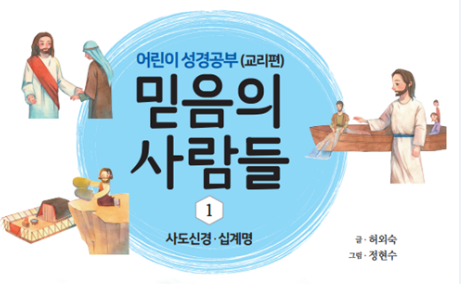 어린이 성경공부 (교리편)
믿음의
사람들
1
사도신경 · 십계명
글 · 허외숙
그림 · 정현수